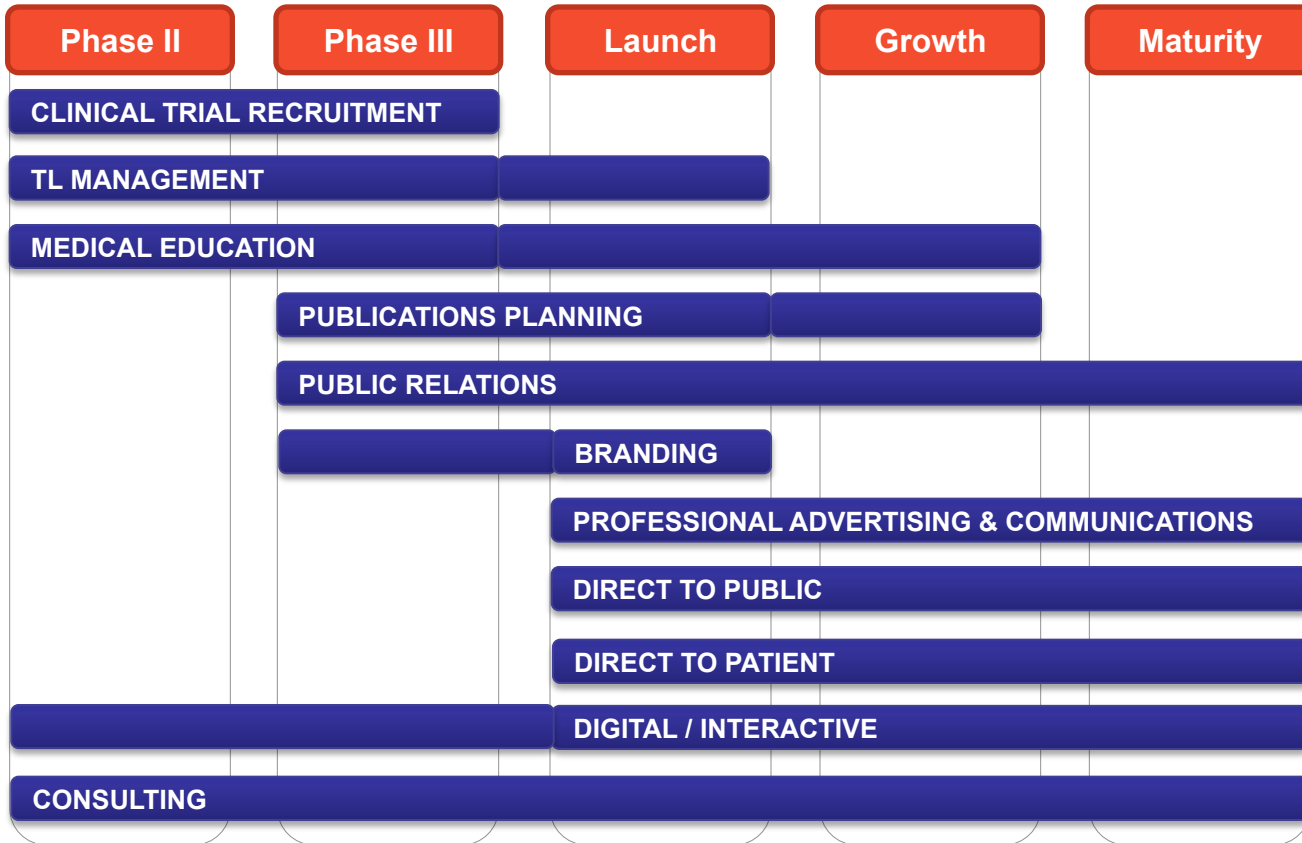 Phase II
Phase III
Launch
Growth
Maturity
CLINICAL TRIAL RECRUITMENT
TL MANAGEMENT
MEDICAL EDUCATION
PUBLICATIONS PLANNING
PUBLIC RELATIONS
BRANDING
PROFESSIONAL ADVERTISING & COMMUNICATIONS
DIRECT TO PUBLIC
DIRECT TO PATIENT
DIGITAL / INTERACTIVE
CONSULTING